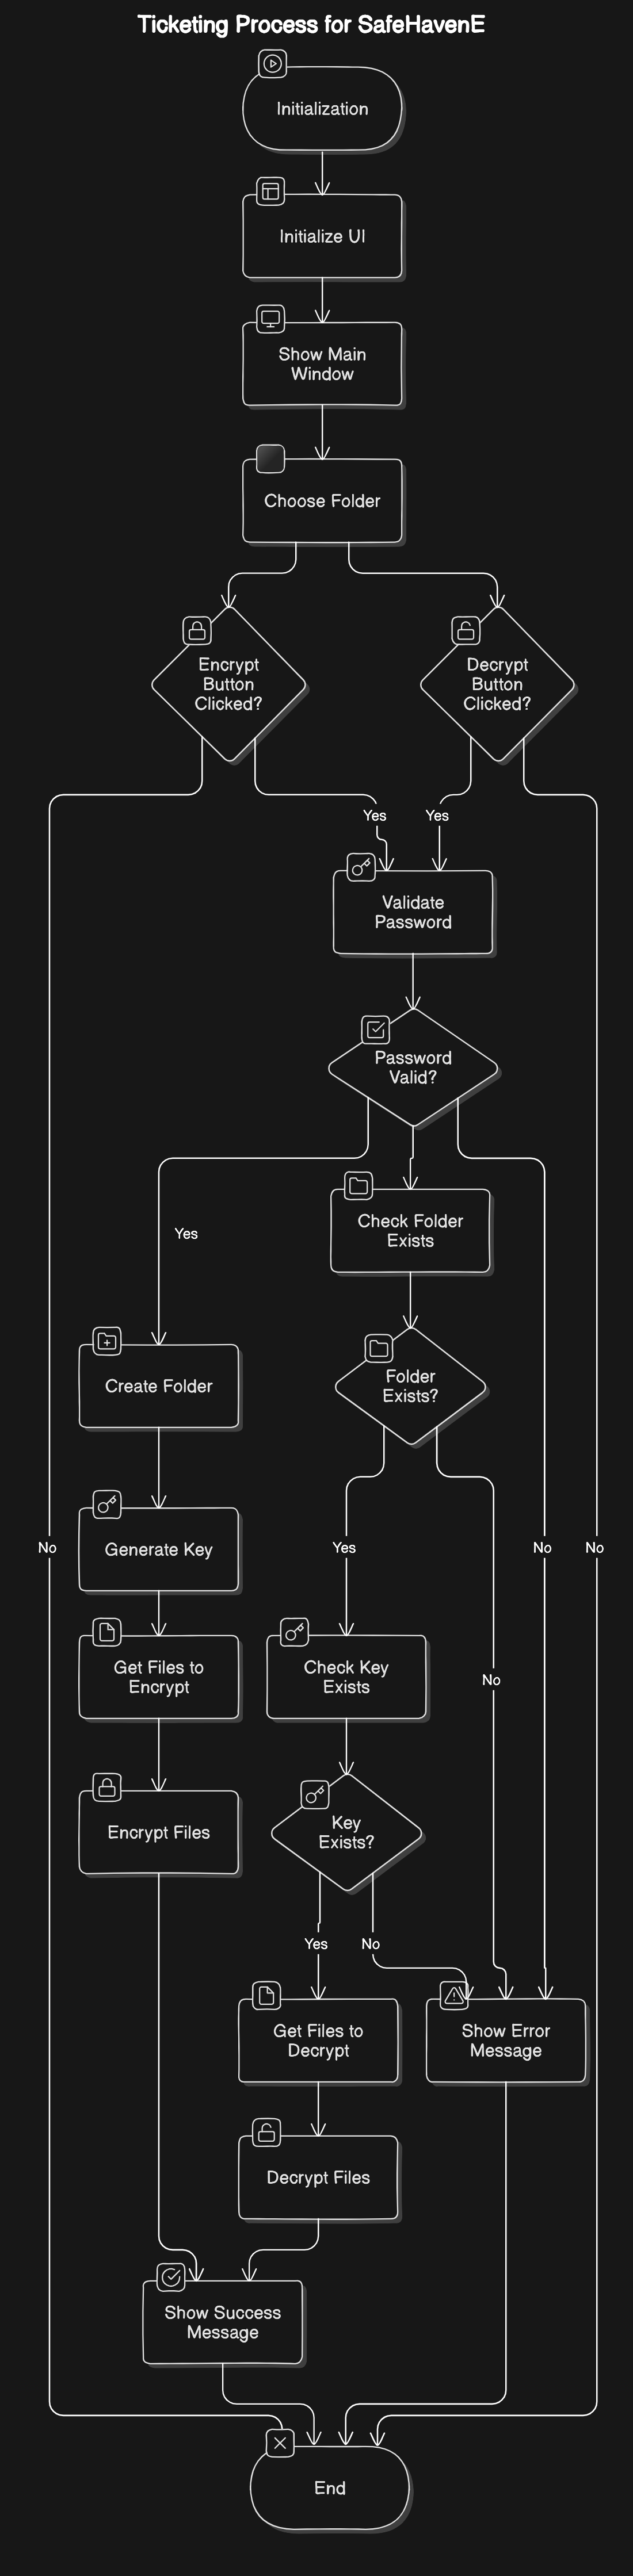 Ticketing Process for SafeHavenE
Initialization
Initialize UI
Show Main
Window
Choose Folder
Encrypt
Button
Clicked?
Decrypt
Button
Clicked?
Yes
Yes
Validate
Password
Password
Valid?
Check Folder
Exists
Yes
Create Folder
Folder
Exists?
Generate Key
No
Yes
No
No
Get Files to
Encrypt
Check Key
Exists
No
Encrypt Files
Key
Exists?
Yes
No
Get Files to
Decrypt
Show Error
Message
Decrypt Files
Show Success
Message
End